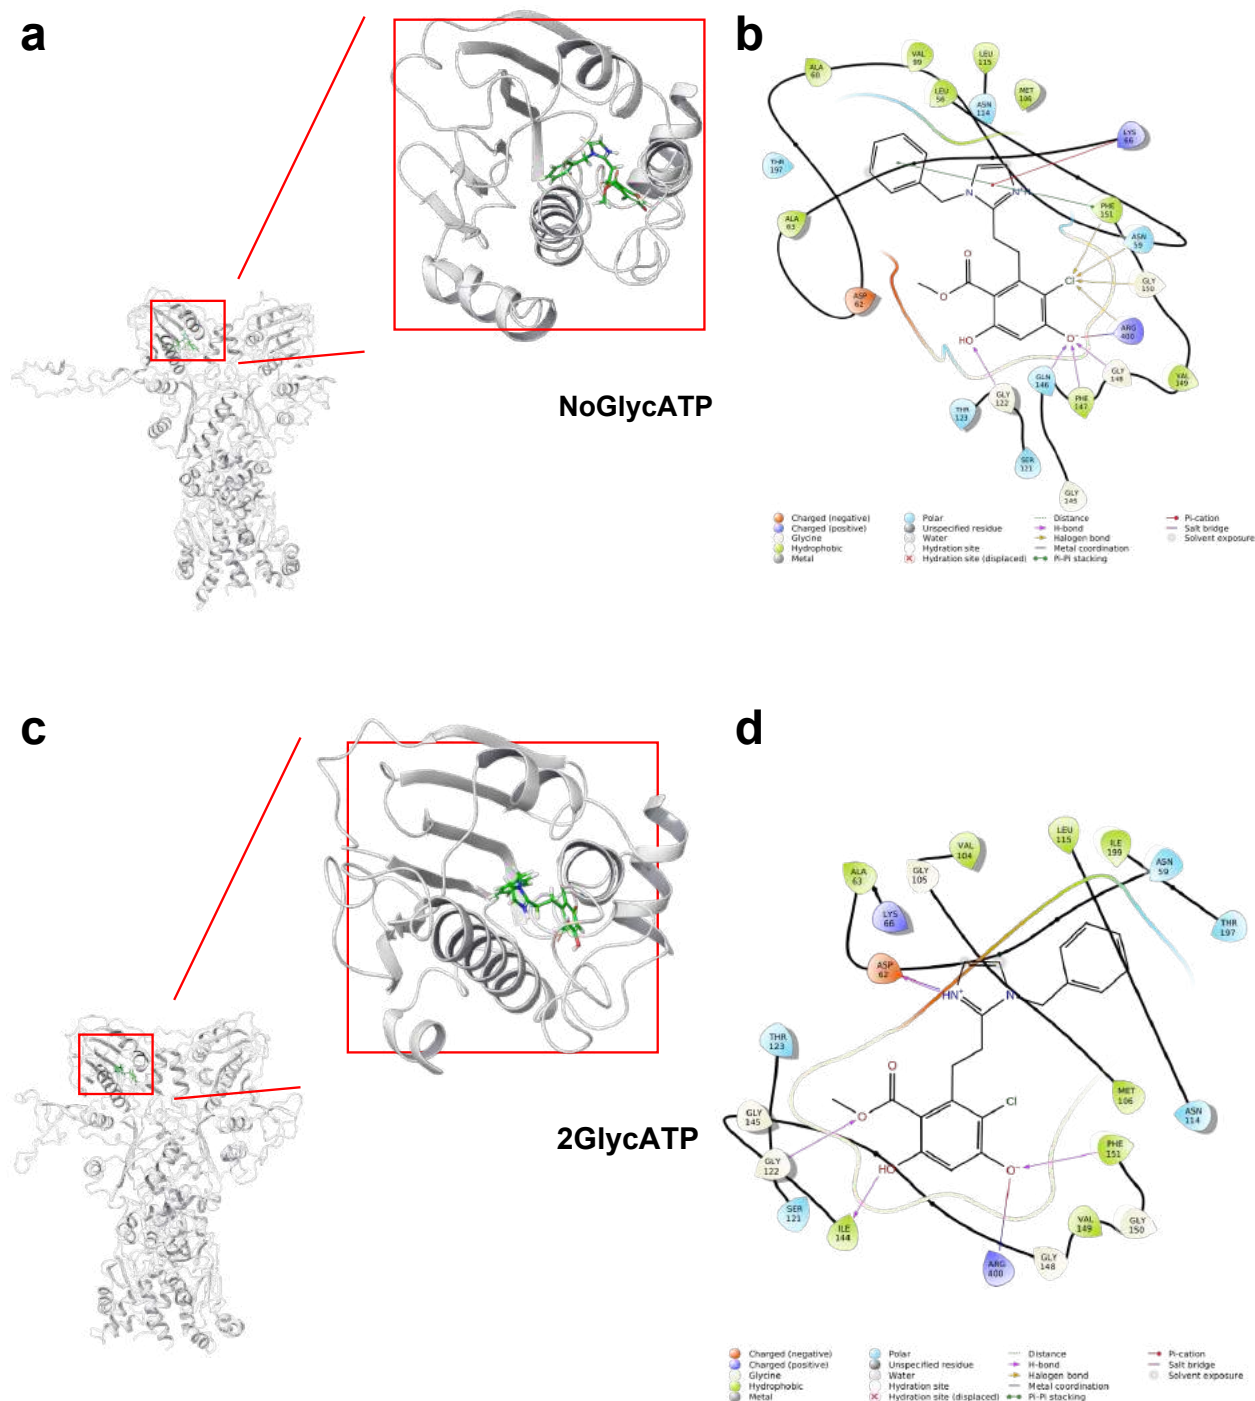 a
b
NoGlycATP
ALA
60
VAL
99
LEU
115
LEU
56
ASN
114
MET
106
LYS
66
THR
197
ALA
63
PHE
151
ASN
59
GLY
150
ASP
62
ARG
400
GLN
146
PHE
147
GLY
148
VAL
149
THR
123
GLY
122
SER
121
GLY
145
N
N+H
O
O
Cl
HO
O-
Charged (negative)
Charged (positive)
Glycine
Hydrophobic
Metal
Polar
Unspecified residue
Water
Hydration site
Hydration site (displaced)
Distance
H-bond
Halogen bond
Metal coordination
Pi-Pi stacking
Pi-cation
Salt bridge
Solvent exposure
c
d
2GlycATP
LEU
115
ILE
199
ASN
59
VAL
104
GLY
105
ALA
63
LYS
66
THR
197
ASP
62
THR
123
MET
106
ASN
114
GLY
145
GLY
122
PHE
151
SER
121
ILE
144
VAL
149
GLY
150
GLY
148
ARG
400
HN+
N
O
O
Cl
HO
O-
Charged (negative)
Charged (positive)
Glycine
Hydrophobic
Metal
Polar
Unspecified residue
Water
Hydration site
Hydration site (displaced)
Distance
H-bond
Halogen bond
Metal coordination
Pi-Pi stacking
Pi-cation
Salt bridge
Solvent exposure